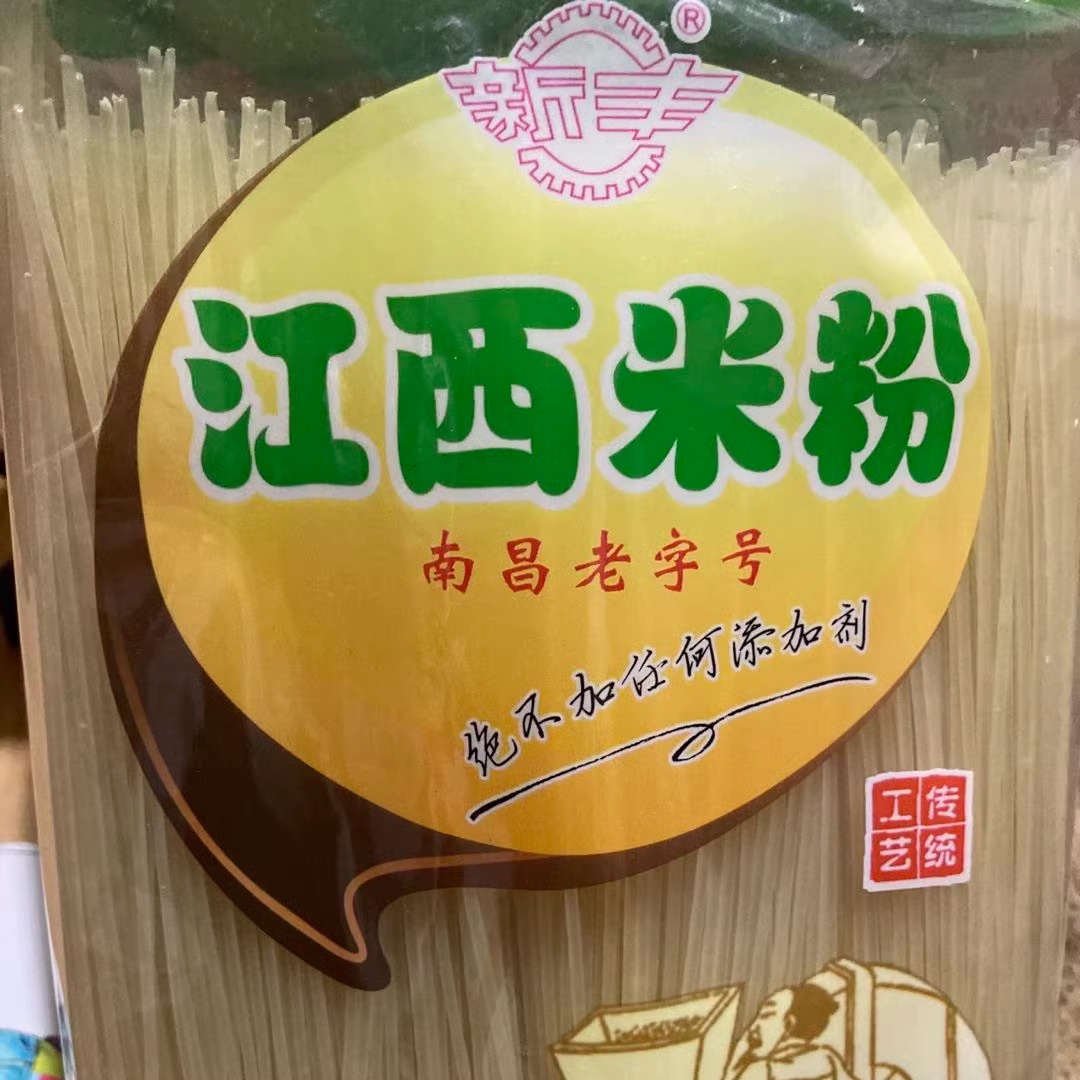 新丰®
江西米粉
南昌老字号
绝不加任何添加剂
传统
工艺